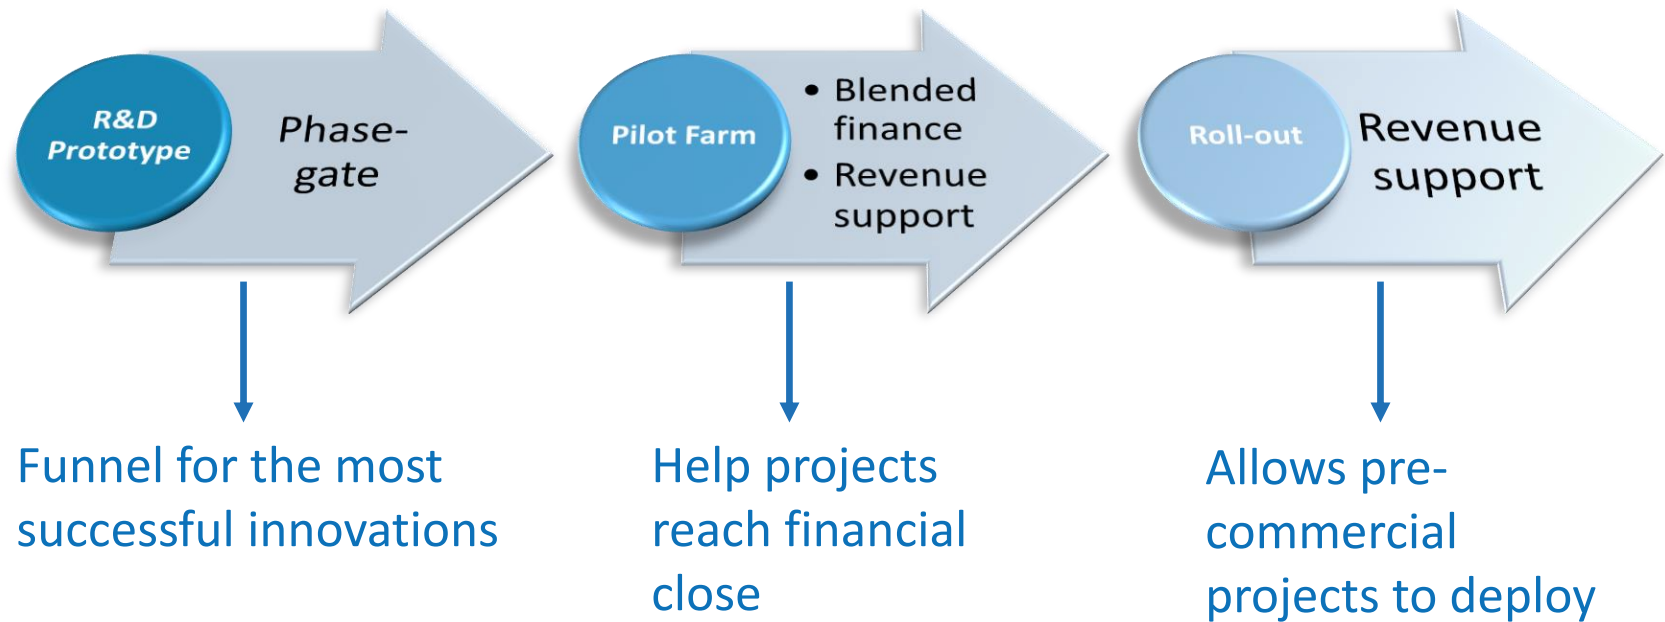 R&D
Prototype
Phase-
gate
Pilot Farm
• Blended
finance
• Revenue
support
Roll-out
Revenue
support
Funnel for the most
successful innovations
Help projects
reach financial
close
Allows pre-
commercial
projects to deploy